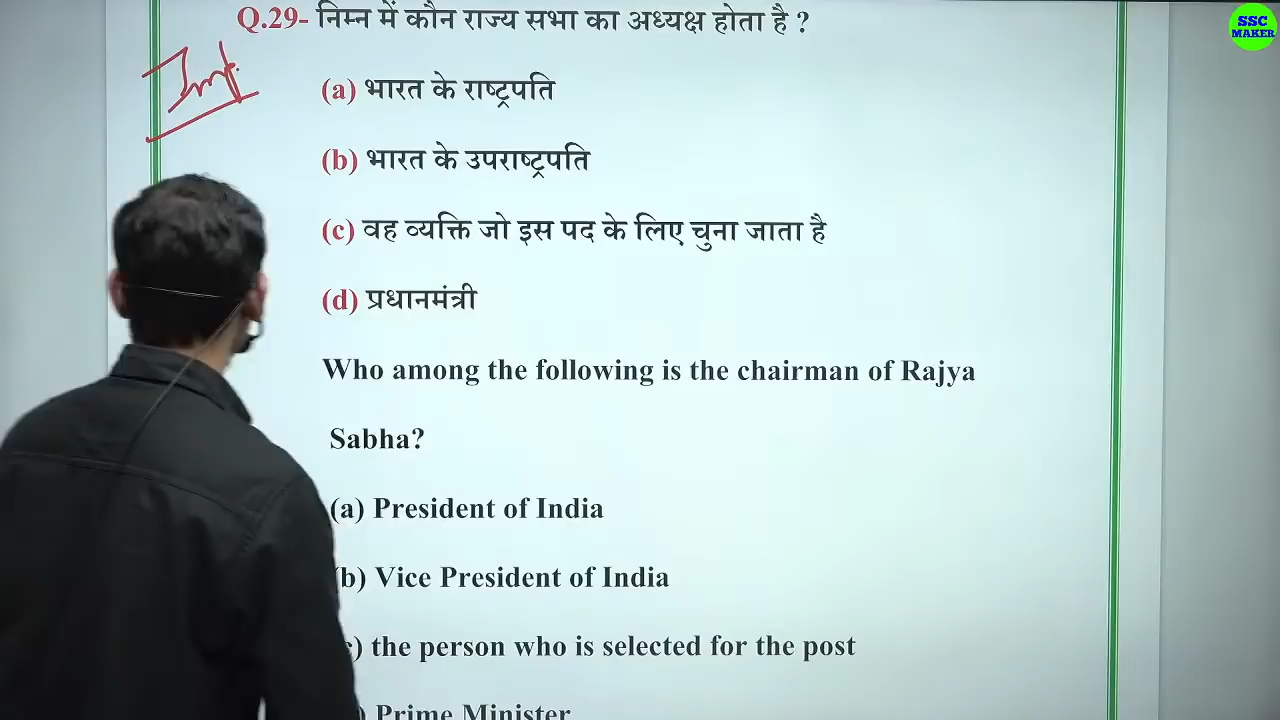 Q.29- निम्न में कौन राज्य सभा का अध्यक्ष होता है ?
SSC
MAKER
Imp.
(a) भारत के राष्ट्रपति
(b) भारत के उपराष्ट्रपति
(c) वह व्यक्ति जो इस पद के लिए चुना जाता है
(d) प्रधानमंत्री
Who among the following is the chairman of Rajya
Sabha?
(a) President of India
b) Vice President of India
) the person who is selected for the post
) Prime Minister